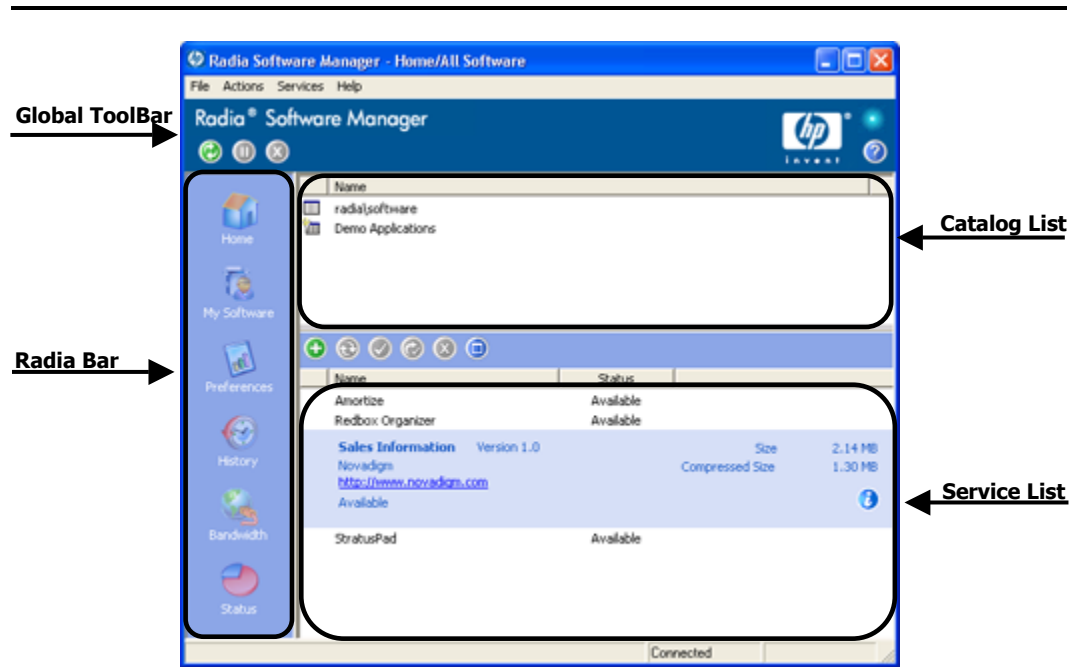 Radia Software Manager - Home/All Software
File Actions Services Help
Global ToolBar
Radia® Software Manager
hp
invent
Name
radia\software
Demo Applications
Catalog List
Home
My Software
Preferences
History
Bandwidth
Status
Radia Bar
Name Status
Amortize Available
Redbox Organizer Available
Sales Information Version 1.0 Size 2.14 MB
Novadigm Compressed Size 1.30 MB
http://www.novadigm.com
Available
Service List
StratusPad Available
Connected